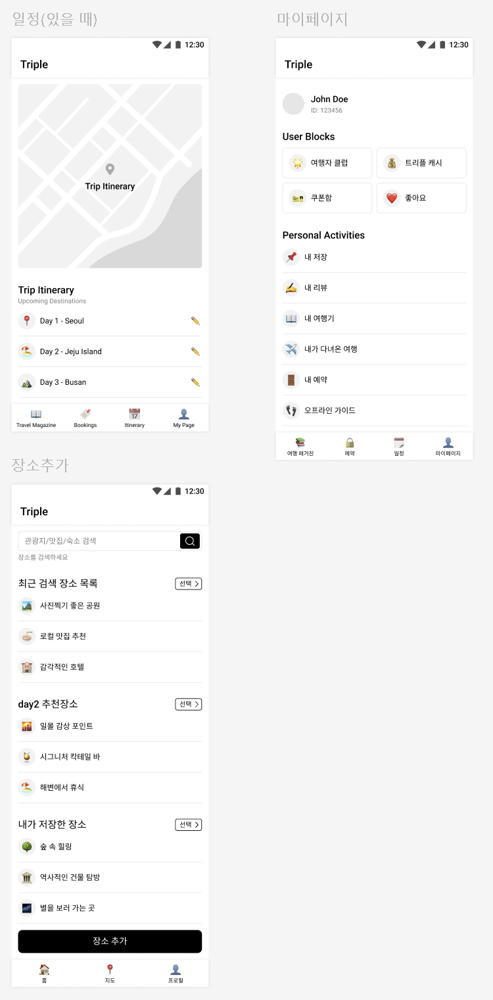 일정(있을 때)
12:30
Triple
Trip Itinerary
Trip Itinerary
Upcoming Destinations
Day 1 - Seoul
Day 2 - Jeju Island
Day 3 - Busan
Travel Magazine
Bookings
17
Itinerary
My Page
마이페이지
12:30
Triple
John Doe
ID: 123456
User Blocks
여행자 클럽
트리플 캐시
쿠폰함
좋아요
Personal Activities
내 저장
내 리뷰
내 여행기
내가 다녀온 여행
내 예약
오프라인 가이드
여행 매거진
예약
일정
마이페이지
장소추가
12:30
Triple
관광지/맛집/숙소 검색
장소를 검색하세요
최근 검색 장소 목록
선택
사진찍기 좋은 공원
로컬 맛집 추천
감각적인 호텔
day2 추천장소
선택
일몰 감상 포인트
시그니처 칵테일 바
해변에서 휴식
내가 저장한 장소
선택
숲 속 힐링
역사적인 건물 탐방
별을 보러 가는 곳
장소 추가
홈
지도
프로필